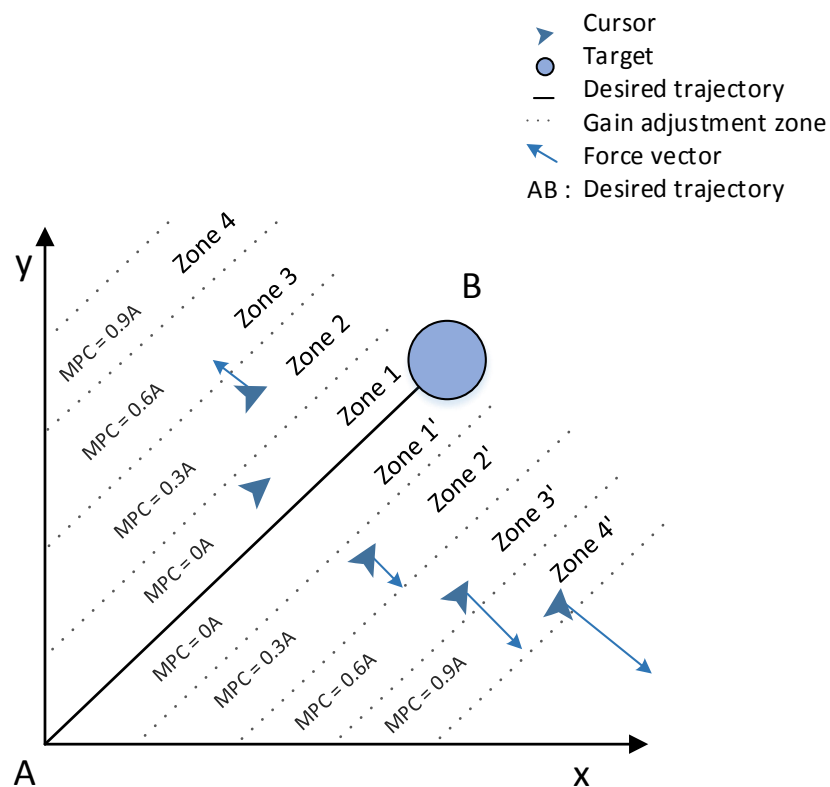 Cursor
Target
Desired trajectory
Gain adjustment zone
Force vector
AB : Desired trajectory
y
B
Zone 4
Zone 3
Zone 2
Zone 1
Zone 1'
Zone 2'
Zone 3'
Zone 4'
MPC = 0.9A
MPC = 0.6A
MPC = 0.3A
MPC = 0A
MPC = 0A
MPC = 0.3A
MPC = 0.6A
MPC = 0.9A
A
x